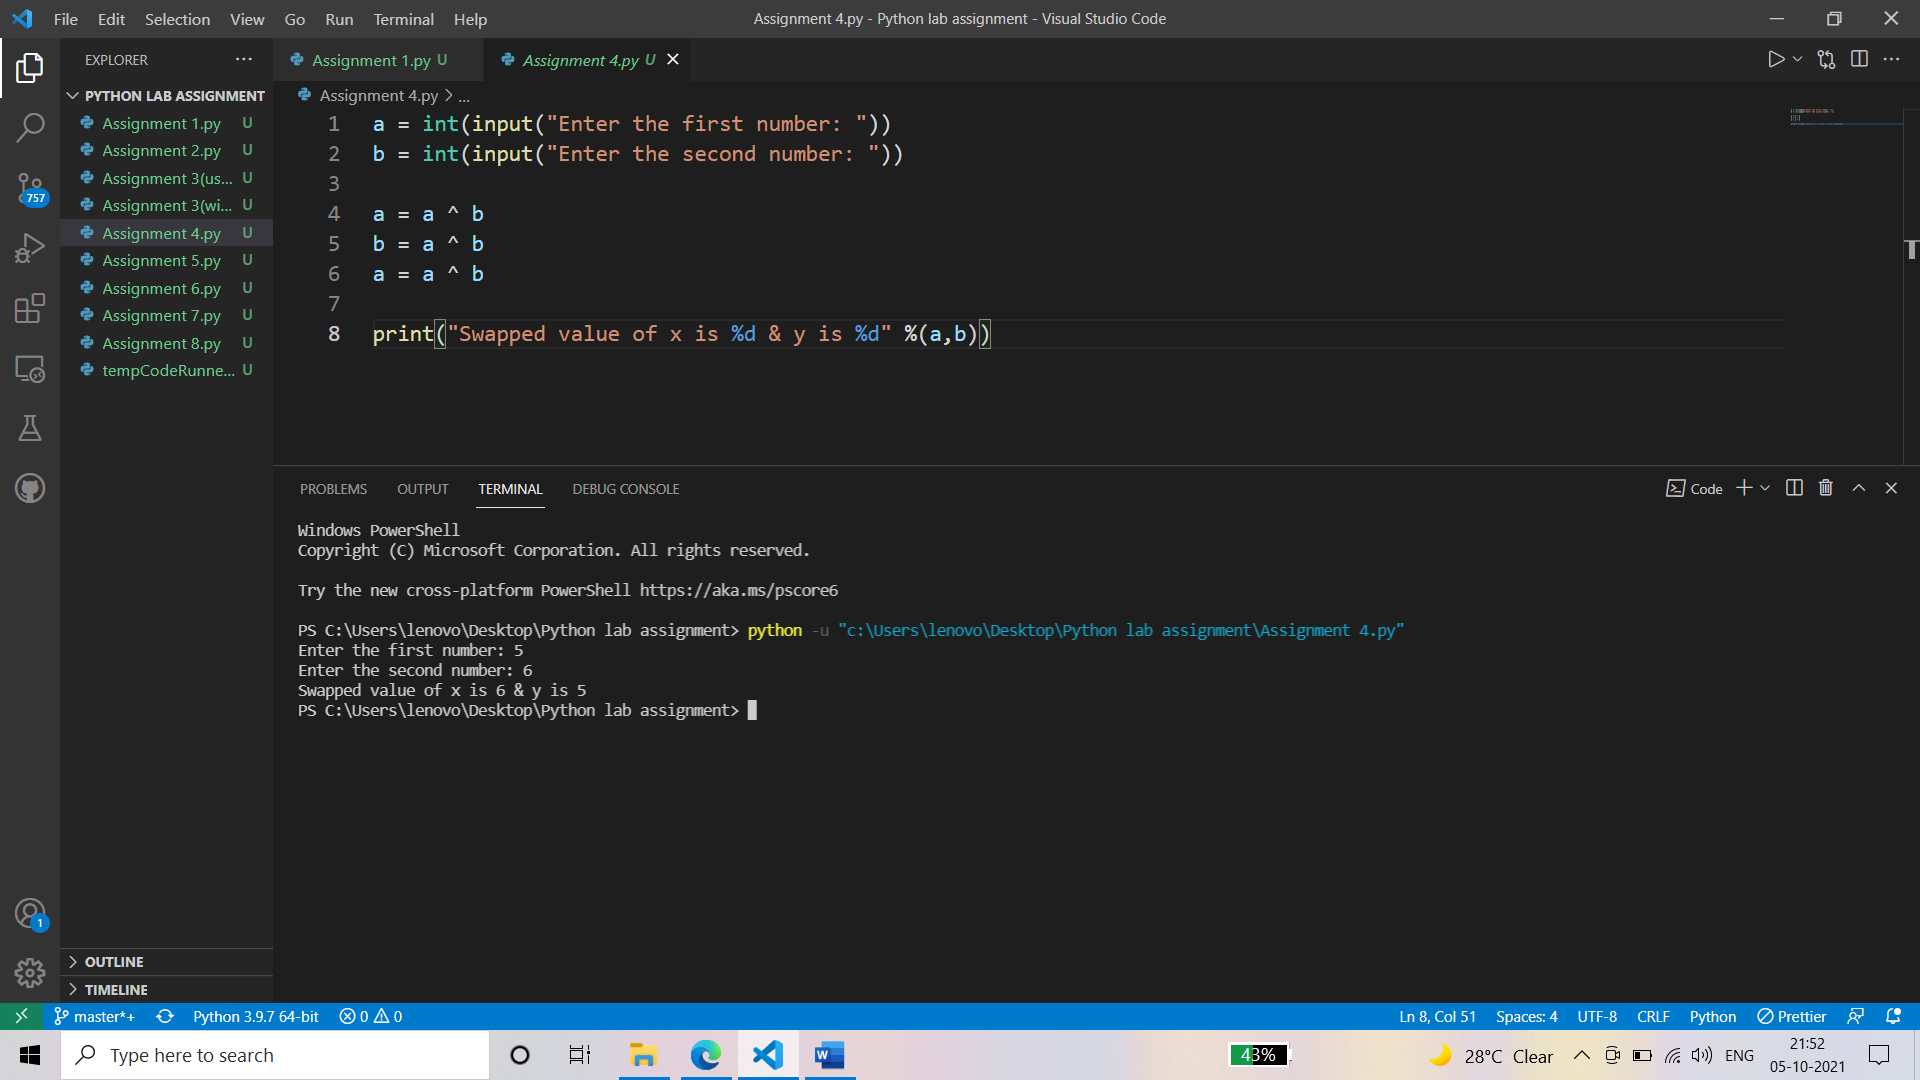 File Edit Selection View Go Run Terminal Help
Assignment 4.py - Python lab assignment - Visual Studio Code
EXPLORER
PYTHON LAB ASSIGNMENT
Assignment 1.py U
Assignment 2.py U
Assignment 3(us... U
Assignment 3(wi... U
Assignment 4.py U
Assignment 5.py U
Assignment 6.py U
Assignment 7.py U
Assignment 8.py U
tempCodeRunne... U
757
1
OUTLINE
TIMELINE
Assignment 1.py U
Assignment 4.py U
Assignment 4.py > ...
1 a = int(input("Enter the first number: "))
2 b = int(input("Enter the second number: "))
3
4 a = a ^ b
5 b = a ^ b
6 a = a ^ b
7
8 print("Swapped value of x is %d & y is %d" %(a,b))
PROBLEMS OUTPUT TERMINAL DEBUG CONSOLE
Code
Windows PowerShell
Copyright (C) Microsoft Corporation. All rights reserved.
Try the new cross-platform PowerShell https://aka.ms/pscore6
PS C:\Users\lenovo\Desktop\Python lab assignment> python -u "c:\Users\lenovo\Desktop\Python lab assignment\Assignment 4.py"
Enter the first number: 5
Enter the second number: 6
Swapped value of x is 6 & y is 5
PS C:\Users\lenovo\Desktop\Python lab assignment>
master*+ Python 3.9.7 64-bit 0 0
Ln 8, Col 51 Spaces: 4 UTF-8 CRLF Python Prettier
Type here to search
43%
28°C Clear
ENG
21:52
05-10-2021